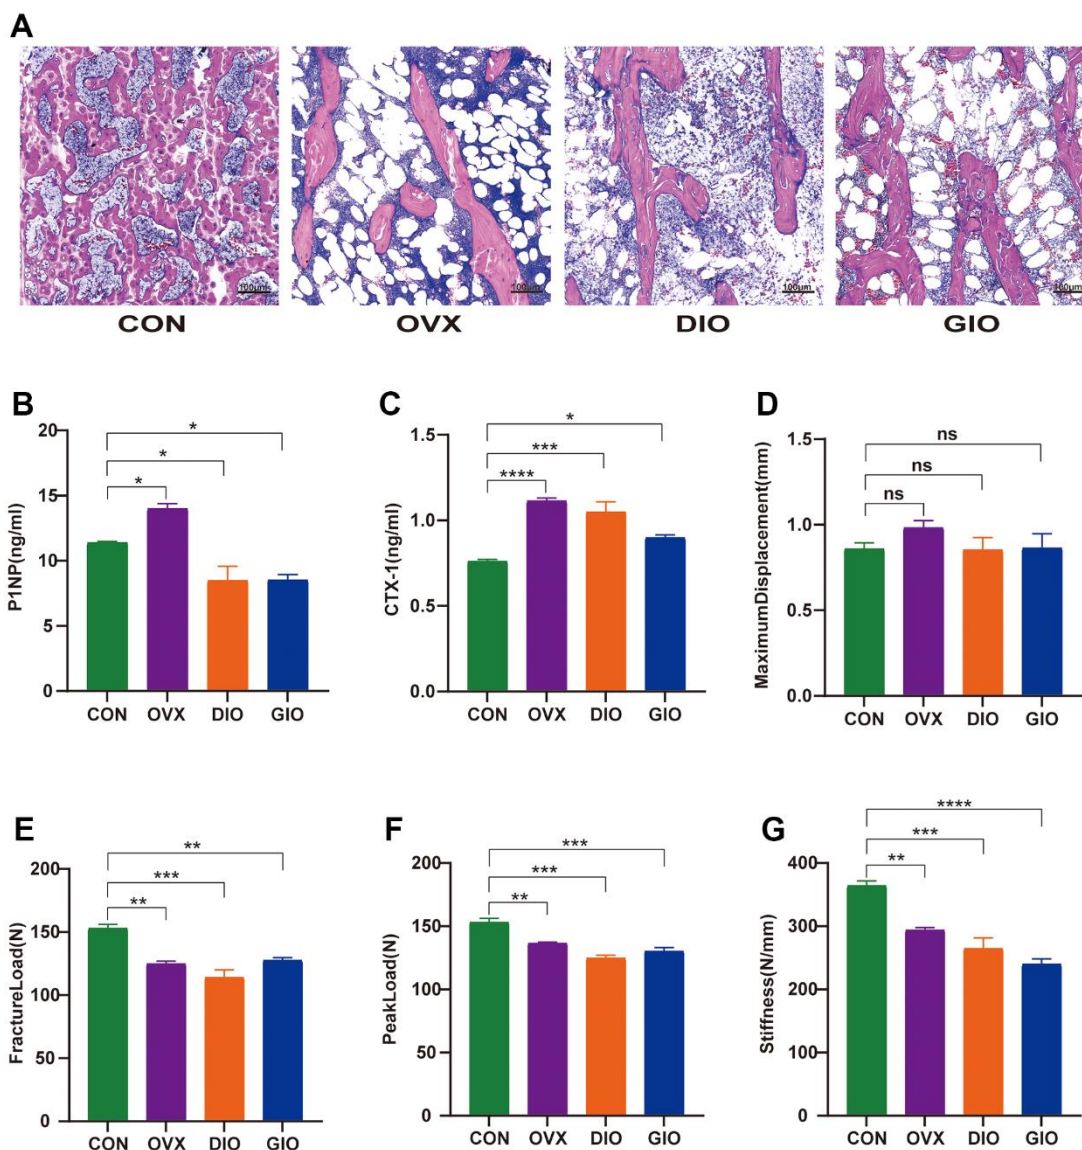 A
100μm
100μm
100μm
100μm
CON
OVX
DIO
GIO
B
P1NP(ng/ml)
20
15
10
5
0
*
*
*
CON
OVX
DIO
GIO
C
CTX-1(ng/ml)
1.5
1.0
0.5
0.0
*
***
****
CON
OVX
DIO
GIO
D
MaximumDisplacement(mm)
1.5
1.0
0.5
0.0
ns
ns
ns
CON
OVX
DIO
GIO
E
FractureLoad(N)
200
150
100
50
0
**
***
**
CON
OVX
DIO
GIO
F
PeakLoad(N)
200
150
100
50
0
***
***
**
CON
OVX
DIO
GIO
G
Stiffness(N/mm)
400
300
200
100
0
****
***
**
CON
OVX
DIO
GIO